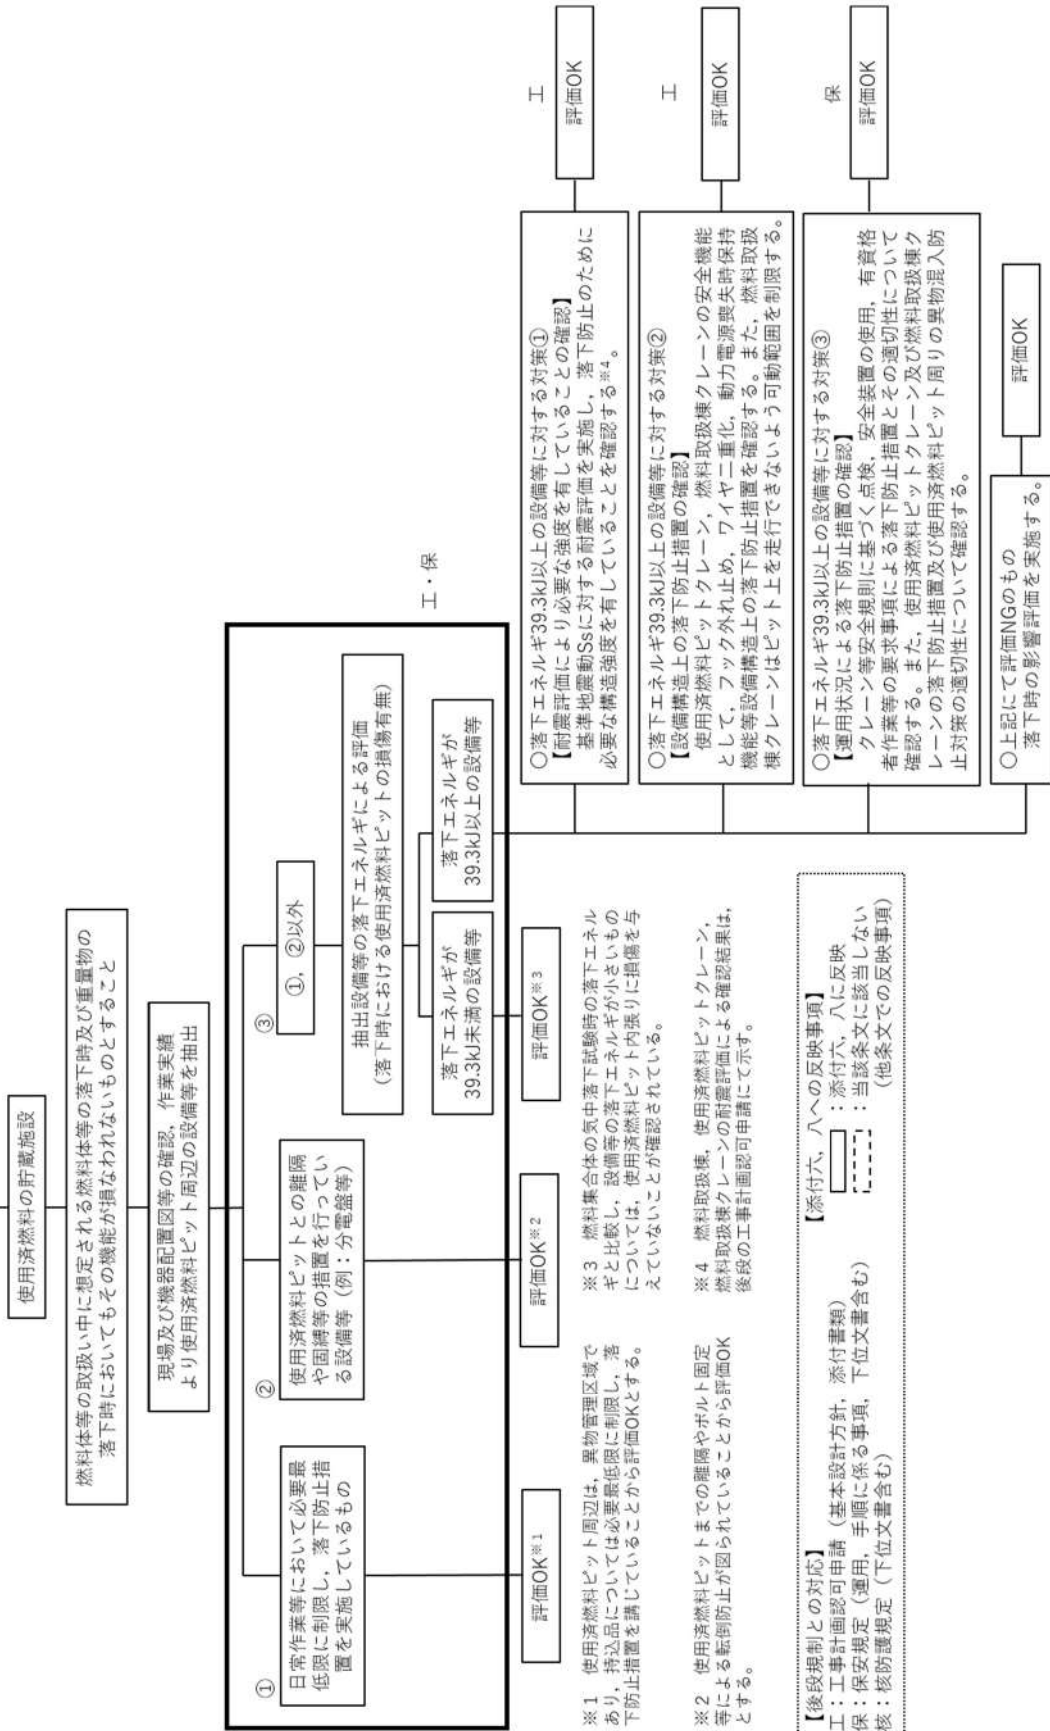 使用済燃料の貯蔵施設
燃料体等の取扱い中に想定される燃料体等の落下時及び重量物の
落下時においてもその機能が損なわれないものとすること
現場及び機器配置図等の確認，作業実績
より使用済燃料ピット周辺の設備等を抽出
①
日常作業等において必要最
低限に制限し，落下防止措
置を実施しているもの
②
使用済燃料ピットとの離隔
や固縛等の措置を行ってい
る設備等（例：分電盤等）
③
①，②以外
抽出設備等の落下エネルギによる評価
（落下時における使用済燃料ピットの損傷有無）
落下エネルギが
39.3kJ未満の設備等
落下エネルギが
39.3kJ以上の設備等
工・保
評価OK※1
評価OK※2
評価OK※3
○落下エネルギ39.3kJ以上の設備等に対する対策①
【耐震評価により必要な強度を有していることの確認】
基準地震動Ssに対する耐震評価を実施し，落下防止のために
必要な構造強度を有していることを確認する※4。
工
評価OK
○落下エネルギ39.3kJ以上の設備等に対する対策②
【設備構造上の落下防止措置の確認】
使用済燃料ピットクレーン，燃料取扱棟クレーンの安全機能
として，フック外れ止め，ワイヤ二重化，動力電源喪失時保持
機能等設備構造上の落下防止措置を確認する。また，燃料取扱
棟クレーンはピット上を走行できないよう可動範囲を制限する。
工
評価OK
○落下エネルギ39.3kJ以上の設備等に対する対策③
【運用状況による落下防止措置の確認】
クレーン等安全規則に基づく点検，安全装置の使用，有資格
者作業等の要求事項による落下防止措置とその適切性について
確認する。また，使用済燃料ピットクレーン及び燃料取扱棟ク
レーンの落下防止措置及び使用済燃料ピット周りの異物混入防
止対策の適切性について確認する。
保
評価OK
○上記にて評価NGのもの
落下時の影響評価を実施する。
評価OK
※1　使用済燃料ピット周辺は，異物管理区域で
あり，持込品については必要最低限に制限し，落
下防止措置を講じていることから評価OKとする。
※2　使用済燃料ピットまでの離隔やボルト固定
等による転倒防止が図られていることから評価OK
とする。
※3　燃料集合体の気中落下試験時の落下エネル
ギと比較し，設備等の落下エネルギが小さいもの
については，使用済燃料ピット内張りに損傷を与
えていないことが確認されている。
※4　燃料取扱棟，使用済燃料ピットクレーン，
燃料取扱棟クレーンの耐震評価による確認結果は，
後段の工事計画認可申請にて示す。
【後段規制との対応】
工：工事計画認可申請（基本設計方針，添付書類）
保：保安規定（運用，手順に係る事項，下位文書含む）
核：核防護規定（下位文書含む）
【添付六，八への反映事項】
：添付六，八に反映
：当該条文に該当しない
（他条文での反映事項）